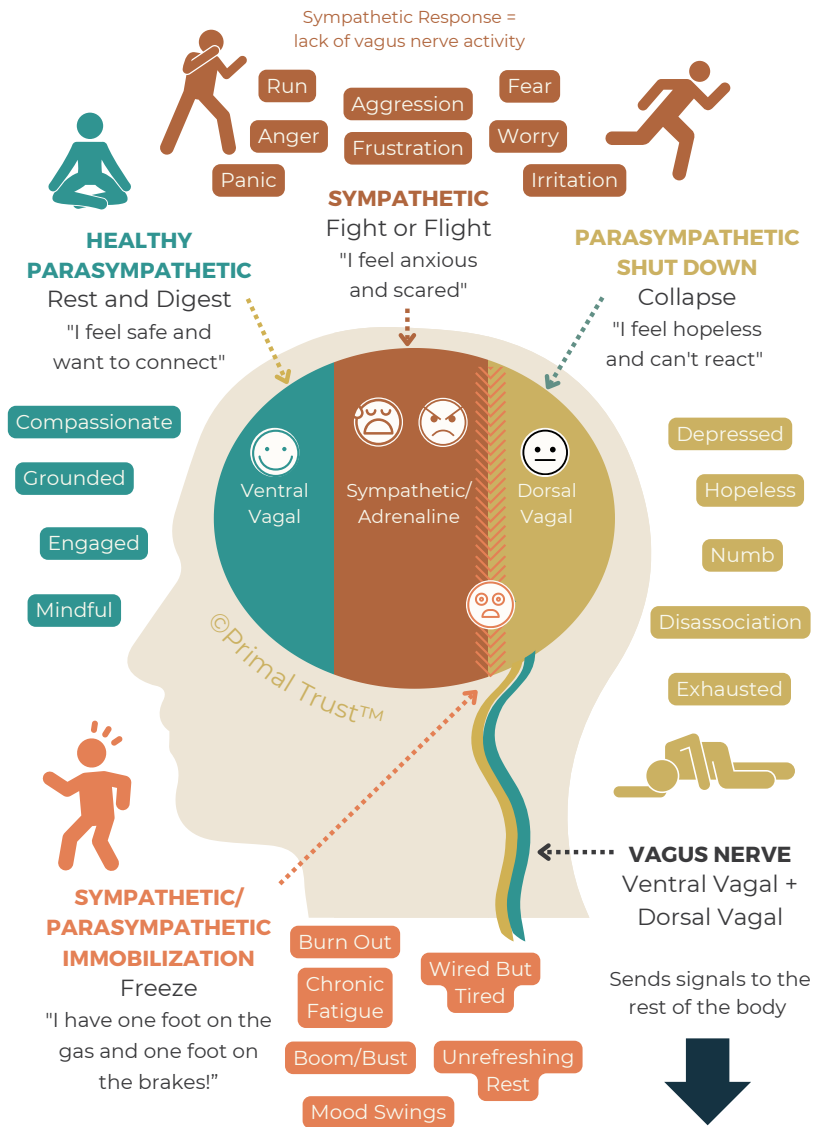 Sympathetic Response =
lack of vagus nerve activity
Run
Aggression
Fear
Anger
Frustration
Worry
Panic
Irritation
SYMPATHETIC
Fight or Flight
"I feel anxious
and scared"
HEALTHY
PARASYMPATHETIC
Rest and Digest
"I feel safe and
want to connect"
PARASYMPATHETIC
SHUT DOWN
Collapse
"I feel hopeless
and can't react"
Compassionate
Grounded
Engaged
Mindful
Ventral
Vagal
Sympathetic/
Adrenaline
Dorsal
Vagal
Depressed
Hopeless
Numb
Disassociation
Exhausted
©Primal Trust™
SYMPATHETIC/
PARASYMPATHETIC
IMMOBILIZATION
Freeze
"I have one foot on the
gas and one foot on
the brakes!”
Burn Out
Wired But
Tired
Chronic
Fatigue
Boom/Bust
Unrefreshing
Rest
Mood Swings
VAGUS NERVE
Ventral Vagal +
Dorsal Vagal
Sends signals to the
rest of the body